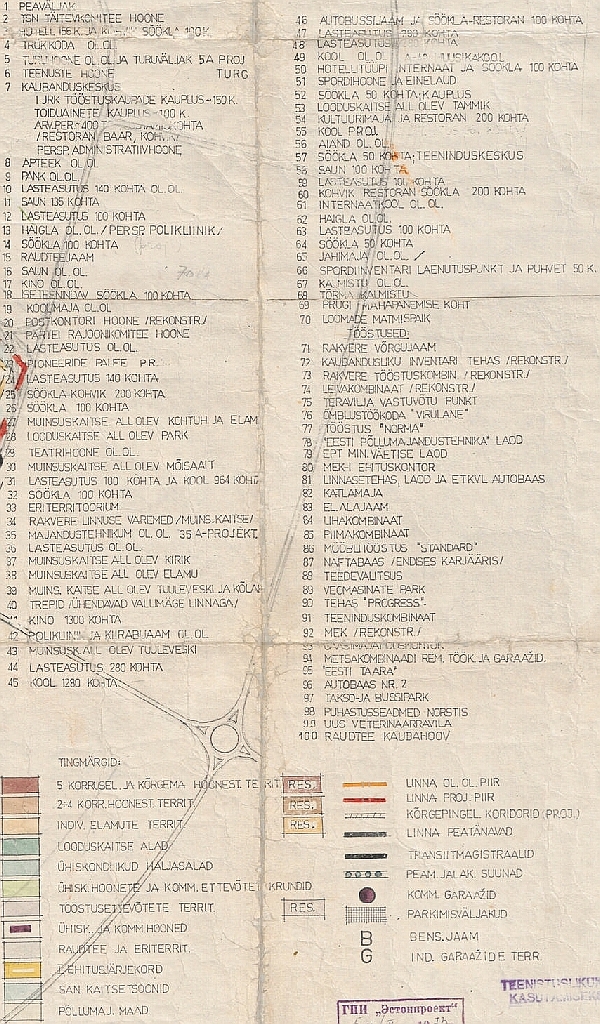 1 PEAVÄLJAK
2 TSN TÄITEVKOMITEE HOONE
3 HOTELL 156 K. SÖÖKLA 100 K.
4 TRÜKIKODA OL.OL.
5 TURUHOONE OL.OL. JA TURUVÄLJAK 5A PROJ.
6 TEENUSTE HOONE TURG
7 KAUBANDUSKESKUS
I JRK TÖÖSTUSKAUPADE KAUPLUS-150 K.
TOIDUAINETE KAUPLUS-100 K.
/RESTORAN, BAAR,
PERSP. ADMINISTRATIIVHOONE
8 APTEEK OL.OL.
9 PANK OL.OL.
10 LASTEASUTUS 140 KOHTA OL.OL.
11 SAUN 135 KOHTA
12 LASTEASUTUS 100 KOHTA
13 HAIGLA OL.OL. /PERSP. POLIKLIINIK/
14 SÖÖKLA 100 KOHTA
15 RAUDTEEJAAM
16 SAUN OL.OL.
17 KINO OL.OL.
18 ISETEENINDAV SÖÖKLA 100 KOHTA
19 KOOLIMAJA OL.OL.
20 POSTKONTORI HOONE /REKONSTR./
21 PARTEI RAJOONIKOMITEE HOONE
22 LASTEASUTUS OL.OL.
23 PIONEERIDE PALEE PR.
24 LASTEASUTUS 140 KOHTA
25 SÖÖKLA-KOHVIK 200 KOHTA
26 SÖÖKLA 100 KOHTA
27 MUINSUSKAITSE ALL OLEV KOHTUH JA ELAM.
28 LOODUSKAITSE ALL OLEV PARK
29 TEATRIHOONE OL.OL.
30 MUINSUSKAITSE ALL OLEV MÕISAAIT
31 LASTEASUTUS 100 KOHTA JA KOOL 964 KOHT
32 SÖÖKLA 100 KOHTA
33 ERITERRITOORIUM
34 RAKVERE LINNUSE VAREMED /MUINS. KAITSE/
35 MAJANDUSTEHNIKUM OL.OL. "35 A-PROJEKT
36 LASTEASUTUS OL.OL.
37 MUINSUSKAITSE ALL OLEV KIRIK
38 MUINSUSKAITSE ALL OLEV ELAMU
39 MUINS. KAITSE ALL OLEV TUULEVESKI JA KÕLAK
40 TREPID /ÜHENDAVAD VALLIMÄGE LINNAGA/
41 KINO 1300 KOHTA
42 POLIKLIINIK JA KIIRABIJAAM OL.OL.
43 MUINSUSK. ALL OLEV TUULEVESKI
44 LASTEASUTUS 280 KOHTA
45 KOOL 1280 KOHTA
46 AUTOBUSSIJAAM JA SÖÖKLA-RESTORAN 100 KOHTA
47 LASTEASUTUS 280 KOHTA
48 LASTEASUTUS
49 KOOL OL.OL.
50 HOTELLTÜÜPI INTERNAAT JA SÖÖKLA 100 KOHTA
51 SPORDIHOONE JA EINELAUD
52 SÖÖKLA 50 KOHTA; KAUPLUS
53 LOODUSKAITSE ALL OLEV TAMMIK
54 KULTUURIMAJA JA RESTORAN 200 KOHTA
55 KOOL PROJ.
56 AIAND OL.OL.
57 SÖÖKLA 50 KOHTA; TEENINDUSKESKUS
58 SAUN 100 KOHTA
59 LASTEASUTUS 100 KOHTA
60 KOHVIK RESTORAN SÖÖKLA 200 KOHTA
61 INTERNAATKOOL OL.OL.
62 HAIGLA OL.OL.
63 LASTEASUTUS 100 KOHTA
64 SÖÖKLA 50 KOHTA
65 JAHIMAJA OL.OL.
66 SPORDIINVENTARI LAENUTUSPUNKT JA PUHVET 50 K.
67 KALMISTU OL.OL.
68 TÕRMA KALMISTU
69 PRÜGI MAHAPANEMISE KOHT
70 LOOMADE MATMISPAIK
TÖÖSTUSED:
71 RAKVERE VÕRGUJAAM
72 KAUBANDUSLIKU INVENTARI TEHAS /REKONSTR./
73 RAKVERE TÖÖSTUSKOMBIN. /REKONSTR./
74 LEIVAKOMBINAAT /REKONSTR./
75 TERAVILJA VASTUVÕTU PUNKT
76 ÕMBLUSTÖÖKODA "VIRULANE"
77 TÖÖSTUS "NORMA"
78 "EESTI PÕLLUMAJANDUSTEHNIKA" LAOD
79 EPT MIN. VÄETISE LAOD
80 MEK-I EHITUSKONTOR
81 LINNASETEHAS, LAOD JA ETKVL AUTOBAAS
82 KATLAMAJA
83 EL. ALAJAAM
84 LIHAKOMBINAAT
85 PIIMAKOMBINAAT
86 MÖÖBLITÖÖSTUS "STANDARD"
87 NAFTABAAS /ENDISES KARJÄÄRIS/
88 TEEDEVALITSUS
89 VEOMASINATE PARK
90 TEHAS "PROGRESS"
91 TEENINDUSKOMBINAAT
92 MEK /REKONSTR./
93
94 METSAKOMBINAADI REM. TÖÖK. JA GARAAŽID.
95 "EESTI TAARA"
96 AUTOBAAS NR. 7
97 TAKSO-JA BUSSIPARK
98 PUHASTUSSEADMED NÕRSTIS
99 UUS VETERINAARRAVILA
100 RAUDTEE KAUBAHOOV
TINGMÄRGID:
5 KORRUSEL. JA KÕRGEMA HOONEST. TERRIT. RES.
2-4 KORR. HOONEST. TERRIT. RES.
INDIV. ELAMUTE TERRIT. RES.
LOODUSKAITSE ALAD
ÜHISKONDLIKUD HALJASALAD
ÜHISK. HOONETE JA KOMM. ETTEVÕTETE KRUNDID
TÖÖSTUSETTEVÕTETE TERRIT. RES.
ÜHISK. JA KOMM. HOONED
RAUDTEE JA ERITERRIT.
I EHITUSJÄRJEKORD
SAN. KAITSETSOONID
PÕLLUMAJ. MAAD
LINNA OL.OL. PIIR
LINNA PROJ. PIIR
KÕRGEPINGEL. KORIDORID (PROJ.)
LINNA PEATÄNAVAD
TRANSIITMAGISTRAALID
PEAM. JALAK. SUUNAD
KOMM. GARAAŽID
PARKIMISVÄLJAKUD
B BENS. JAAM
G IND. GARAAŽIDE TERR.
TEENISTUSLIKUKS
KASUTAMISEKS
ГПИ „Эстонпроект"